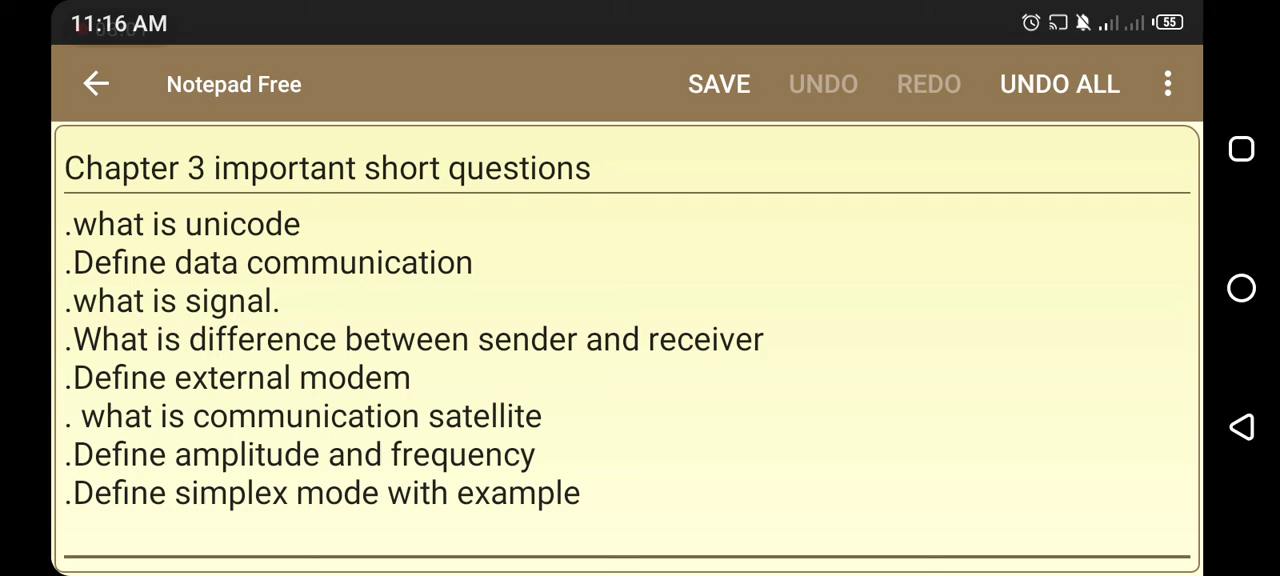 11:16 AM
55
Notepad Free
SAVE
UNDO
REDO
UNDO ALL
Chapter 3 important short questions
.what is unicode
.Define data communication
.what is signal.
.What is difference between sender and receiver
.Define external modem
. what is communication satellite
.Define amplitude and frequency
.Define simplex mode with example